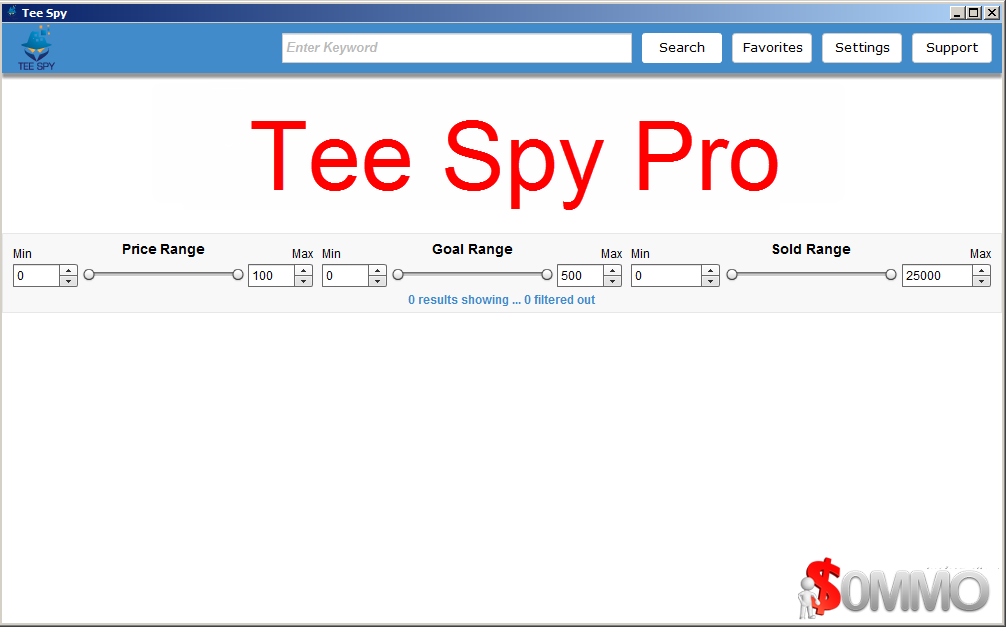 Tee Spy
TEE SPY
Enter Keyword
Search
Favorites
Settings
Support
Tee Spy Pro
Min
Price Range
Max
0
100
Min
Goal Range
Max
0
500
Min
Sold Range
Max
0
25000
0 results showing ... 0 filtered out
$OMMO